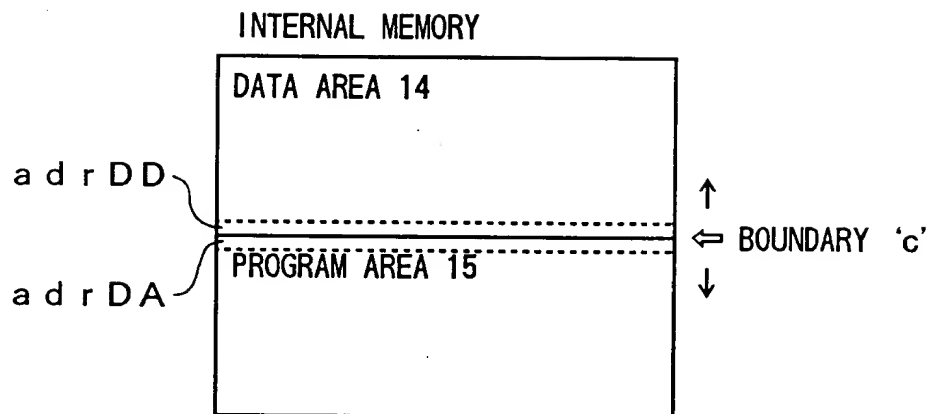 INTERNAL MEMORY
DATA AREA 14
adrDD
BOUNDARY 'c'
PROGRAM AREA 15
adrDA